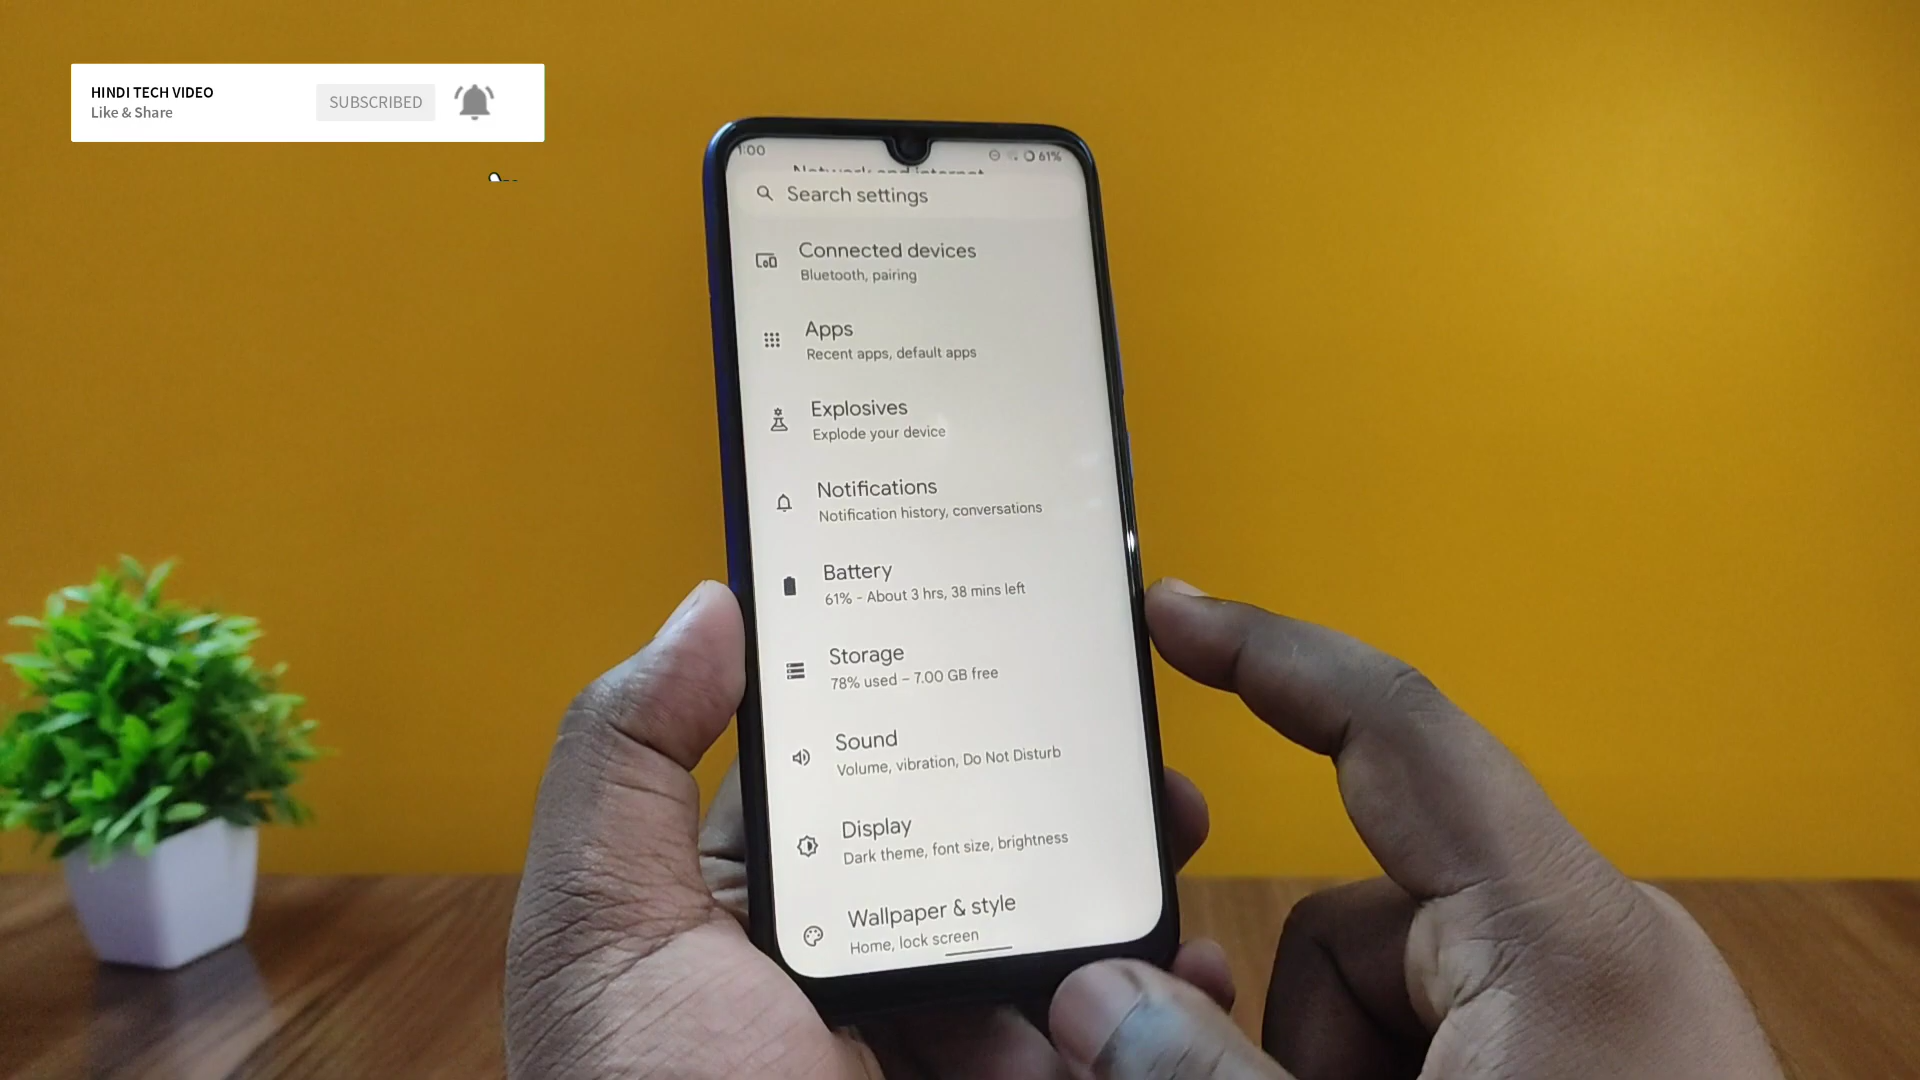 HINDI TECH VIDEO
Like & Share
SUBSCRIBED
1:00
61%
Network and internet
Search settings
Connected devices
Bluetooth, pairing
Apps
Recent apps, default apps
Explosives
Explode your device
Notifications
Notification history, conversations
Battery
61% - About 3 hrs, 38 mins left
Storage
78% used – 7.00 GB free
Sound
Volume, vibration, Do Not Disturb
Display
Dark theme, font size, brightness
Wallpaper & style
Home, lock screen